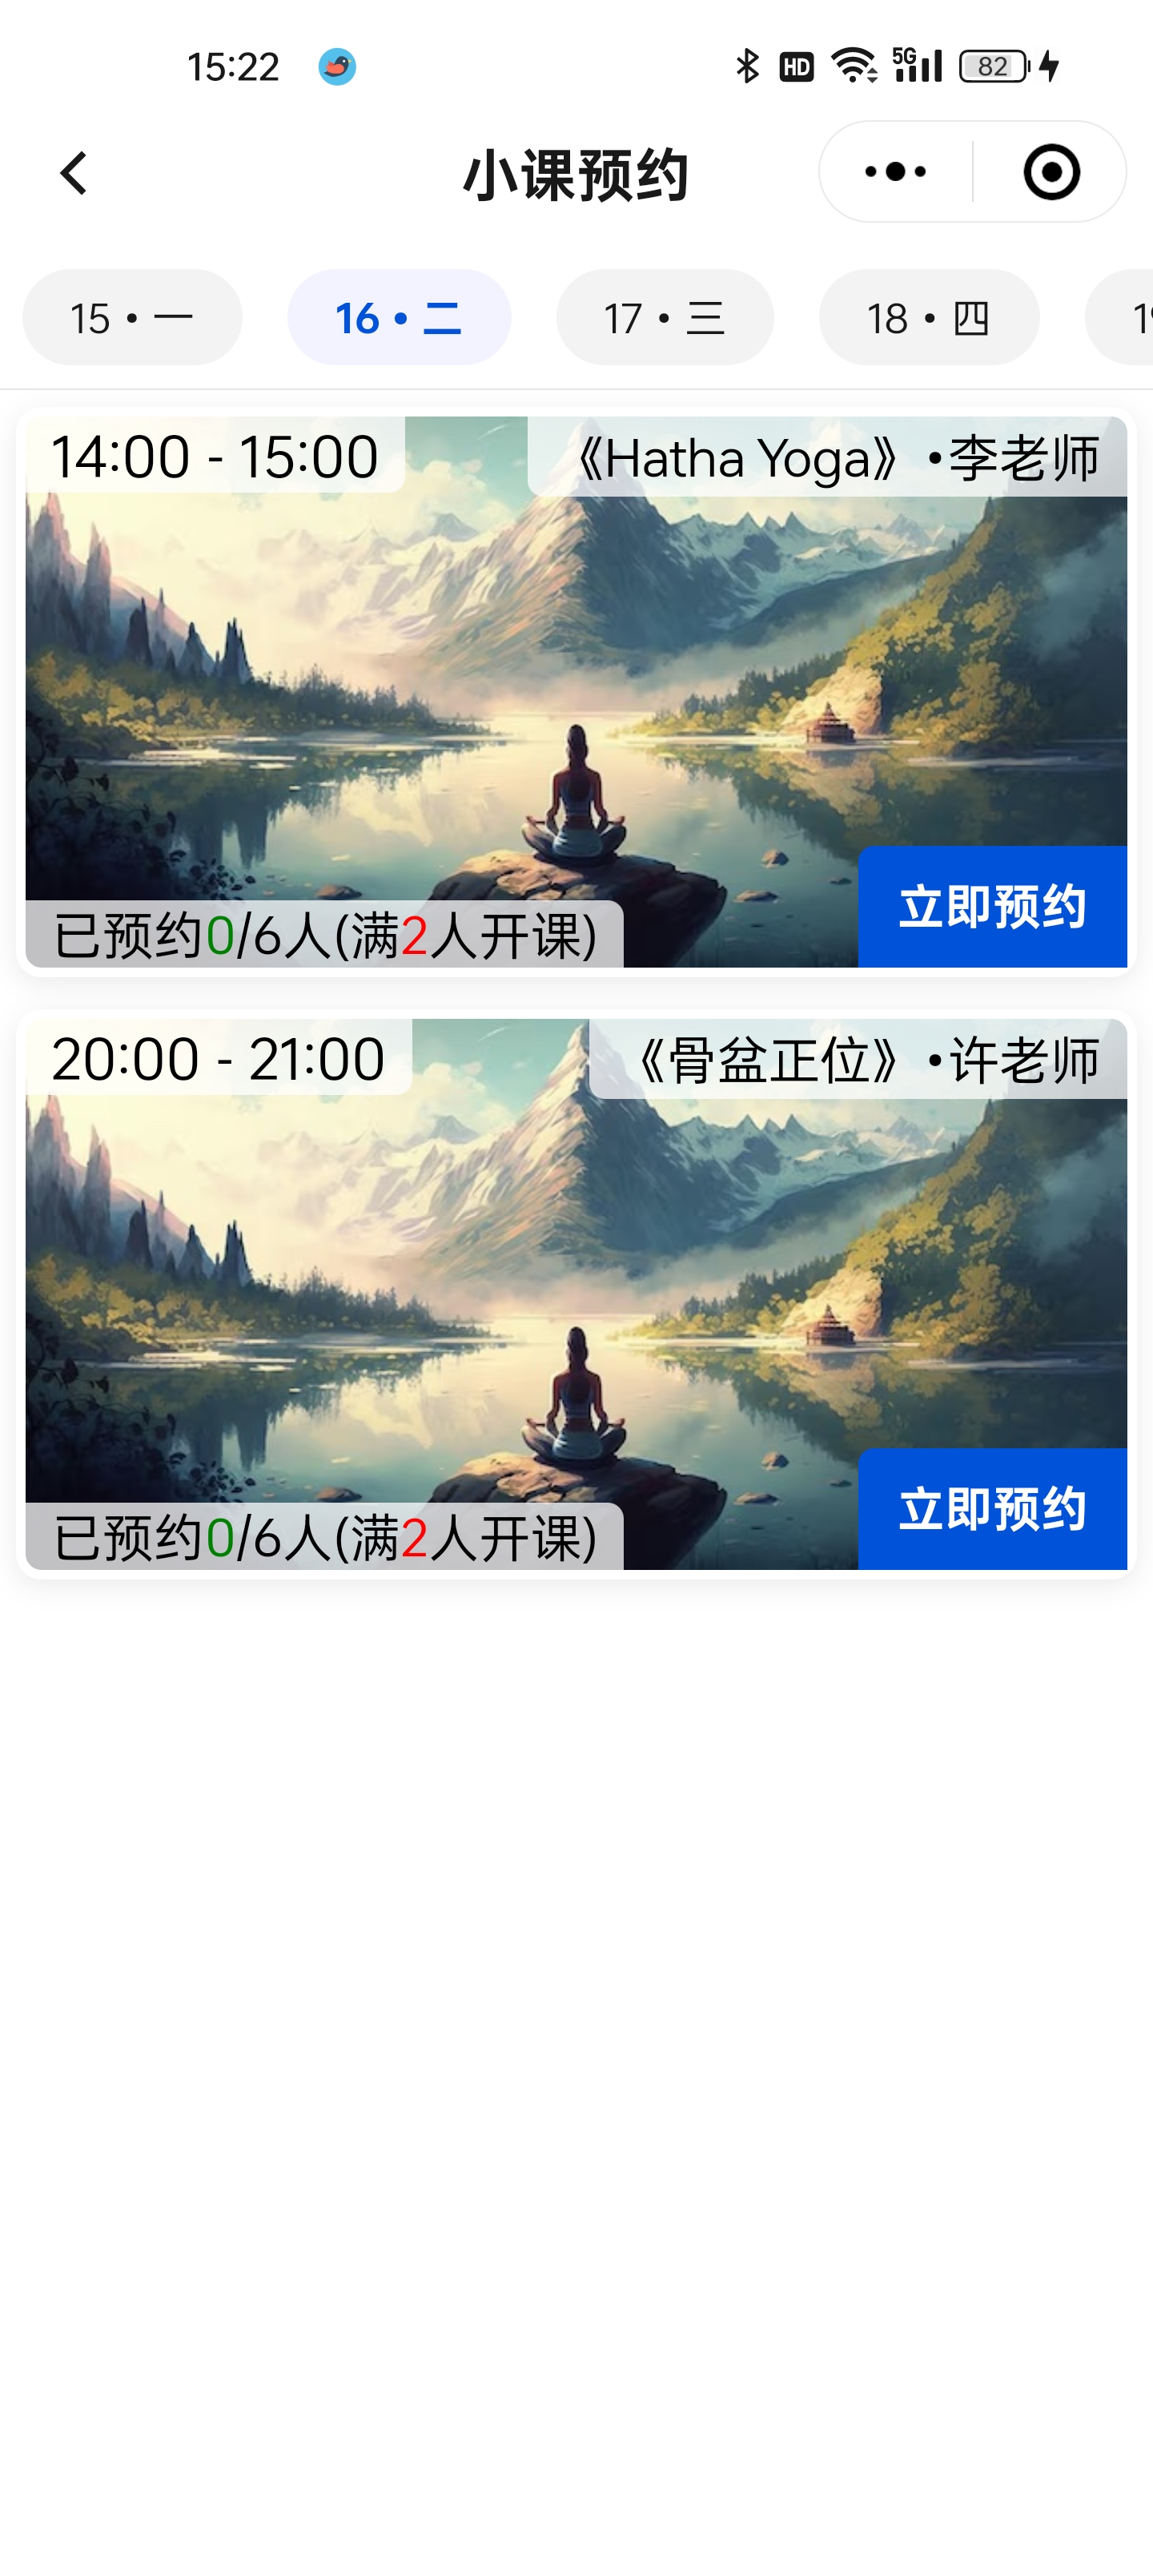 15:22 HD 5G 82
小课预约
15 • 一 16 • 二 17 • 三 18 • 四
14:00 - 15:00 《Hatha Yoga》 •李老师
立即预约
已预约0/6人(满2人开课)
20:00 - 21:00 《骨盆正位》 •许老师
立即预约
已预约0/6人(满2人开课)